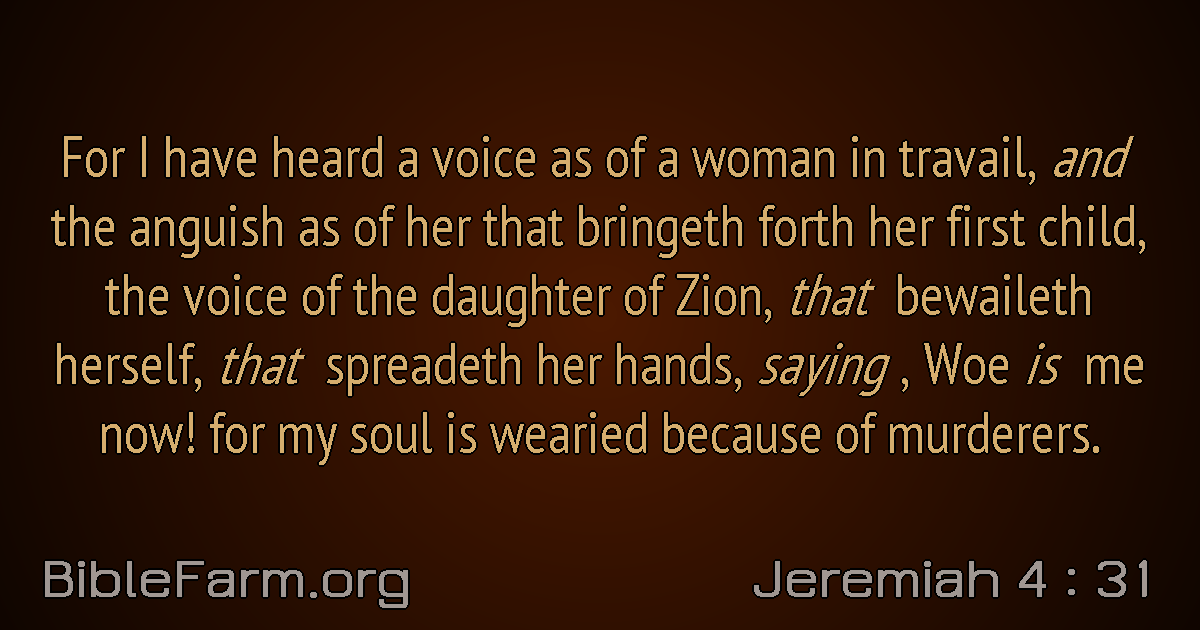 For I have heard a voice as of a woman in travail, and
the anguish as of her that bringeth forth her first child,
the voice of the daughter of Zion, that bewaileth
herself, that spreadeth her hands, saying , Woe is me
now! for my soul is wearied because of murderers.
BibleFarm.org
Jeremiah 4 : 31